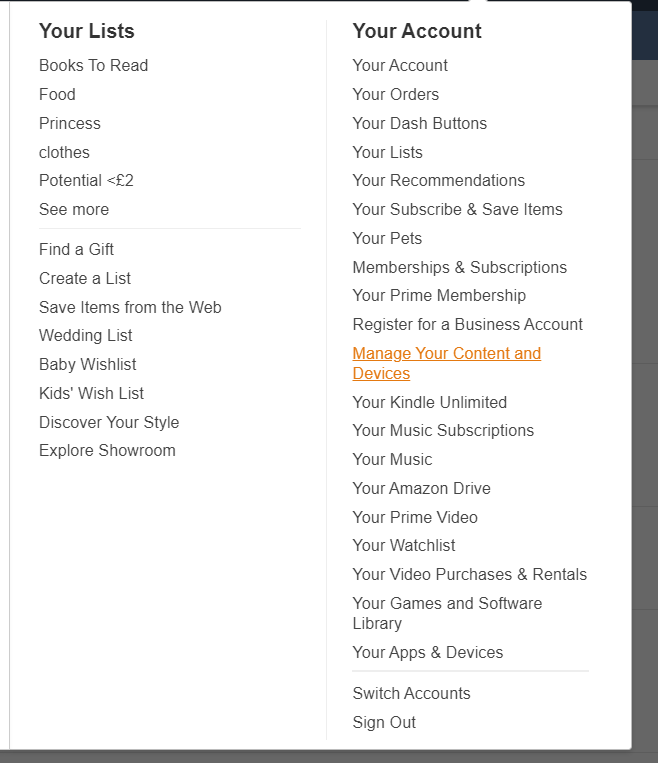 Your Lists
Books To Read
Food
Princess
clothes
Potential <£2
See more
Find a Gift
Create a List
Save Items from the Web
Wedding List
Baby Wishlist
Kids' Wish List
Discover Your Style
Explore Showroom
Your Account
Your Account
Your Orders
Your Dash Buttons
Your Lists
Your Recommendations
Your Subscribe & Save Items
Your Pets
Memberships & Subscriptions
Your Prime Membership
Register for a Business Account
Manage Your Content and
Devices
Your Kindle Unlimited
Your Music Subscriptions
Your Music
Your Amazon Drive
Your Prime Video
Your Watchlist
Your Video Purchases & Rentals
Your Games and Software
Library
Your Apps & Devices
Switch Accounts
Sign Out